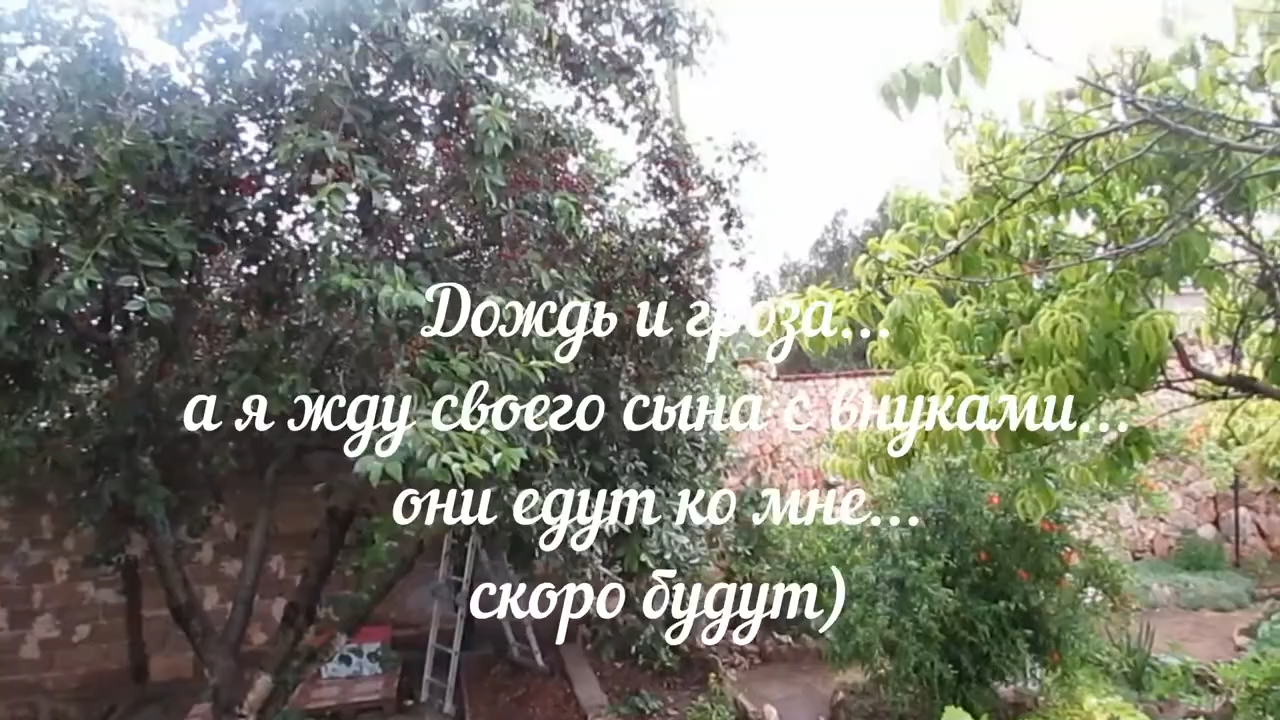 Дождь и гроза...
а я жду своего сына с внуками...
они едут ко мне...
скоро будут)